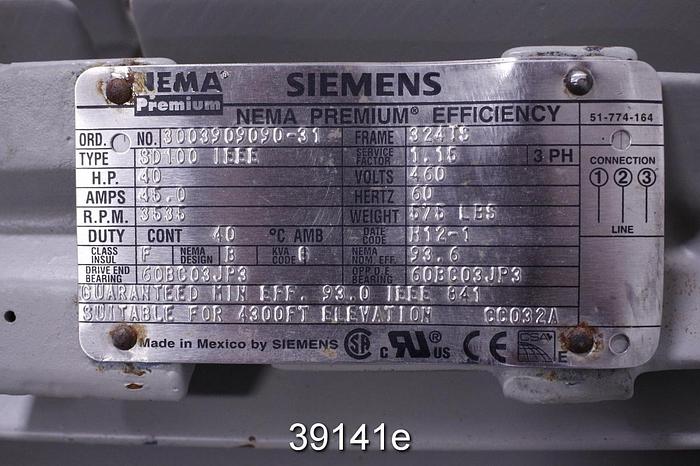 NEMA Premium® SIEMENS
NEMA PREMIUM® EFFICIENCY 51-774-164
ORD. NO. 3003909090-31 FRAME 324TS
TYPE SD100 IEEE SERVICE FACTOR 1.15 3 PH
H.P. 40 VOLTS 460
AMPS 45.0 HERTZ 60
R.P.M. 3535 WEIGHT 575 LBS
DUTY CONT 40 °C AMB DATE CODE H12-1
CLASS INSUL F NEMA DESIGN B KVA CODE G NEMA NOM. EFF. 93.6
DRIVE END BEARING 60BC03JP3 OPP. D.E. BEARING 60BC03JP3
GUARANTEED MIN EFF. 93.0 IEEE 841
SUITABLE FOR 4300FT ELEVATION CC032A
CONNECTION
1 2 3
LINE
Made in Mexico by SIEMENS SA c UR® US CE CSA E
39141e